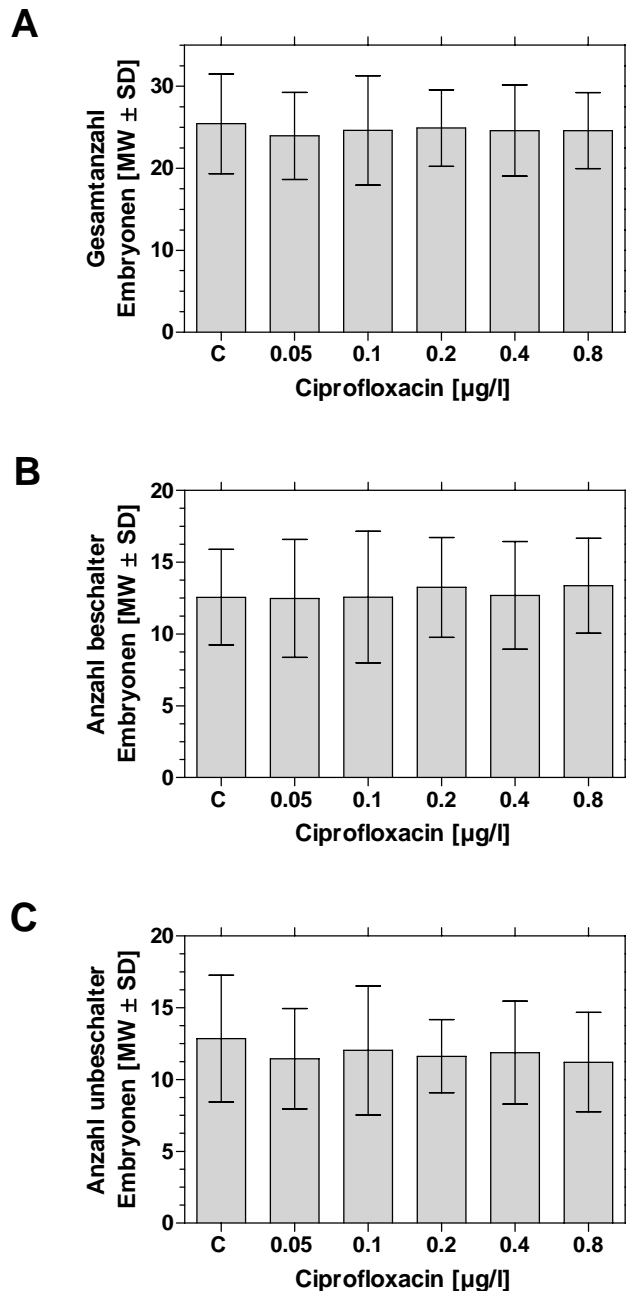 A
Gesamtanzahl
Embryonen [MW ± SD]
30
20
10
0
C 0.05 0.1 0.2 0.4 0.8
Ciprofloxacin [µg/l]
B
Anzahl beschalter
Embryonen [MW ± SD]
20
15
10
5
0
C 0.05 0.1 0.2 0.4 0.8
Ciprofloxacin [µg/l]
C
Anzahl unbeschalter
Embryonen [MW ± SD]
20
15
10
5
0
C 0.05 0.1 0.2 0.4 0.8
Ciprofloxacin [µg/l]